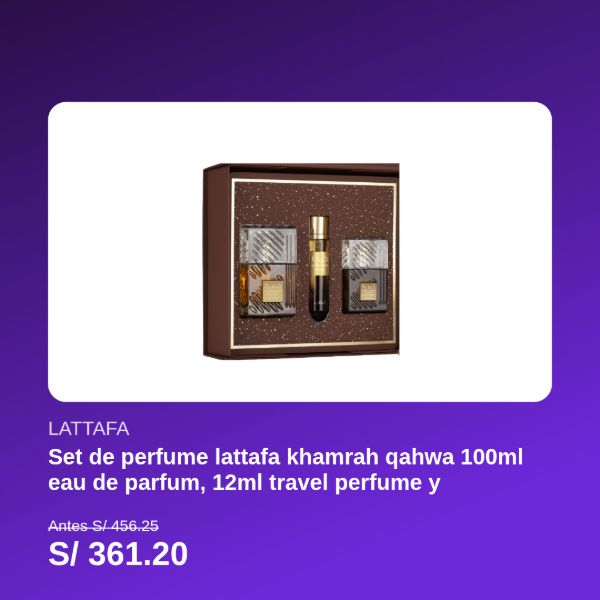 LATTAFA
Set de perfume lattafa khamrah qahwa 100ml
eau de parfum, 12ml travel perfume y
Antes S/ 456.25
S/ 361.20